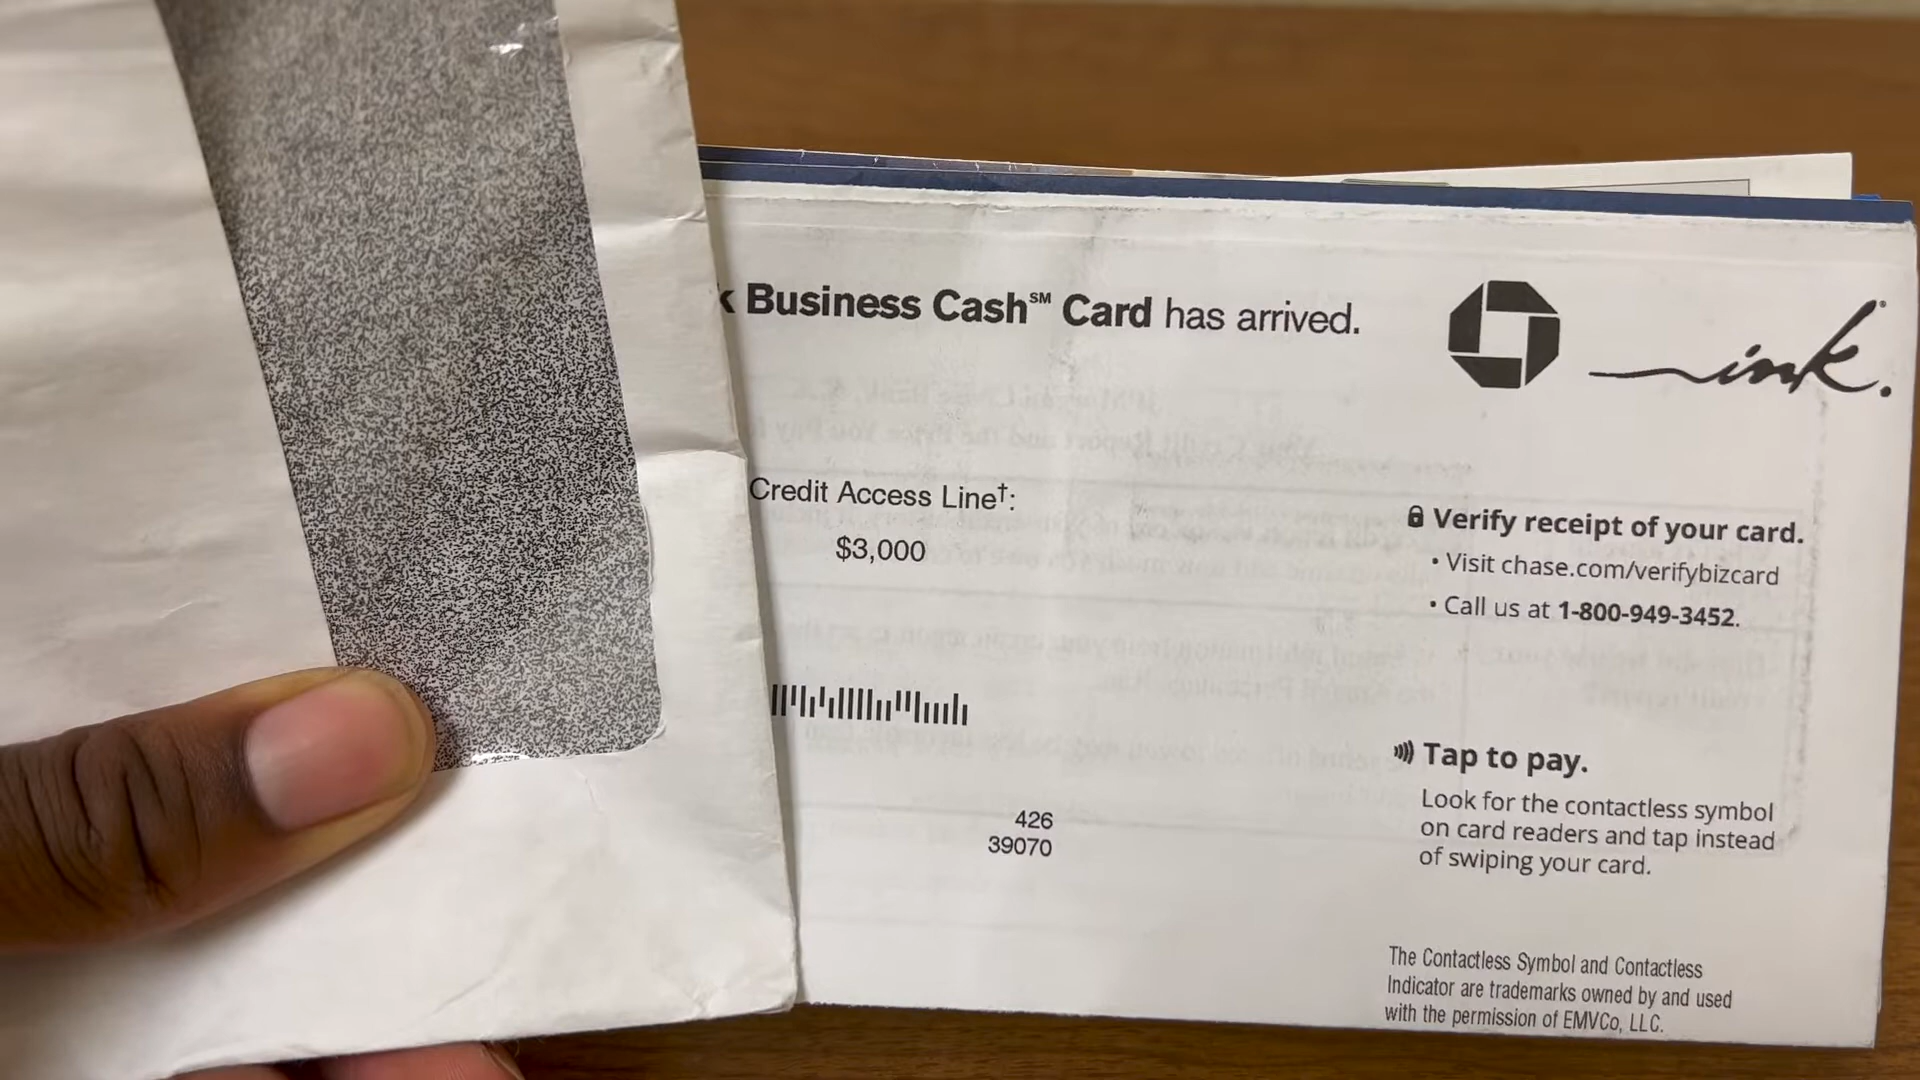 Business Cash℠ Card has arrived.
ink.
Credit Access Line†:
$3,000
Verify receipt of your card.
• Visit chase.com/verifybizcard
• Call us at 1-800-949-3452.
Tap to pay.
Look for the contactless symbol
on card readers and tap instead
of swiping your card.
426
39070
The Contactless Symbol and Contactless
Indicator are trademarks owned by and used
with the permission of EMVCo, LLC.